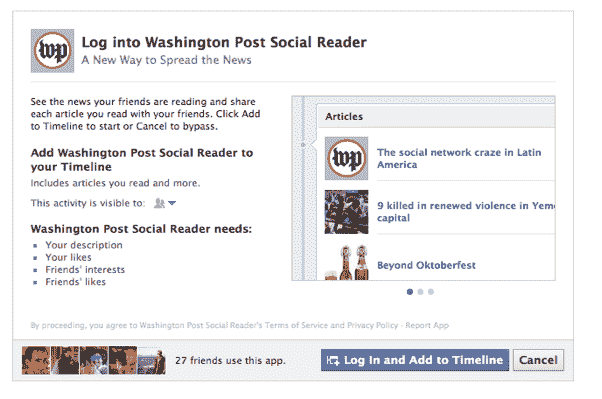 wp
Log into Washington Post Social Reader
A New Way to Spread the News
See the news your friends are reading and share
each article you read with your friends. Click Add
to Timeline to start or Cancel to bypass.
Add Washington Post Social Reader to
your Timeline
Includes articles you read and more.
This activity is visible to:
Washington Post Social Reader needs:
Your description
Your likes
Friends' interests
Friends' likes
Articles
wp
The social network craze in Latin
America
9 killed in renewed violence in Yem
capital
Beyond Oktoberfest
By proceeding, you agree to Washington Post Social Reader's Terms of Service and Privacy Policy · Report App
27 friends use this app.
Log In and Add to Timeline
Cancel